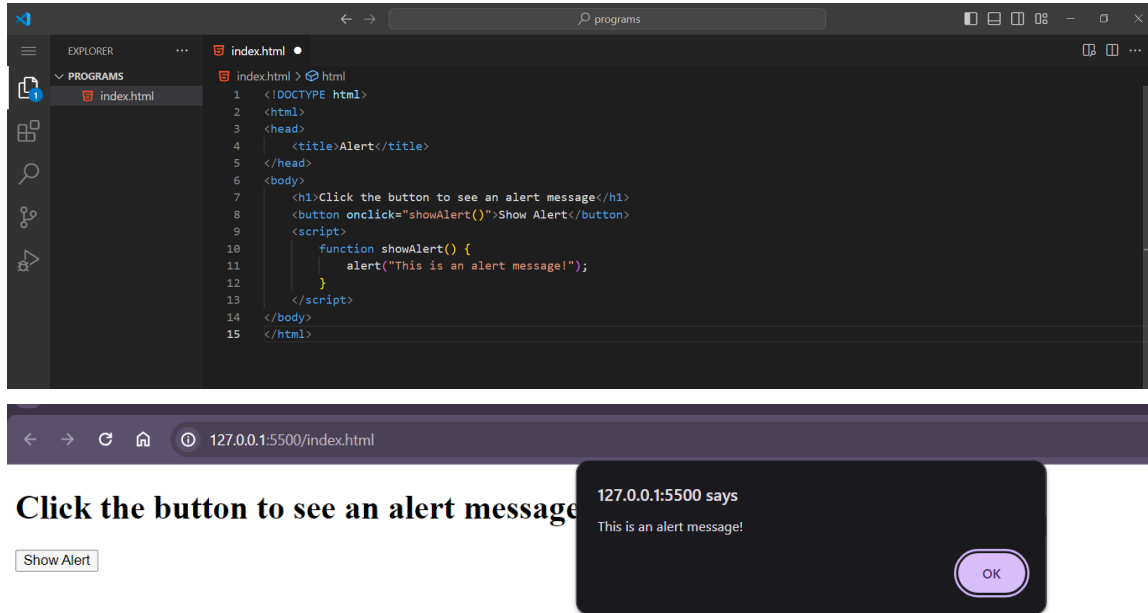 programs
EXPLORER
index.html
PROGRAMS
index.html
1
index.html > html
1 <!DOCTYPE html>
2 <html>
3 <head>
4 <title>Alert</title>
5 </head>
6 <body>
7 <h1>Click the button to see an alert message</h1>
8 <button onclick="showAlert()">Show Alert</button>
9 <script>
10 function showAlert() {
11 alert("This is an alert message!");
12 }
13 </script>
14 </body>
15 </html>
127.0.0.1:5500/index.html
Click the button to see an alert message
Show Alert
127.0.0.1:5500 says
This is an alert message!
OK